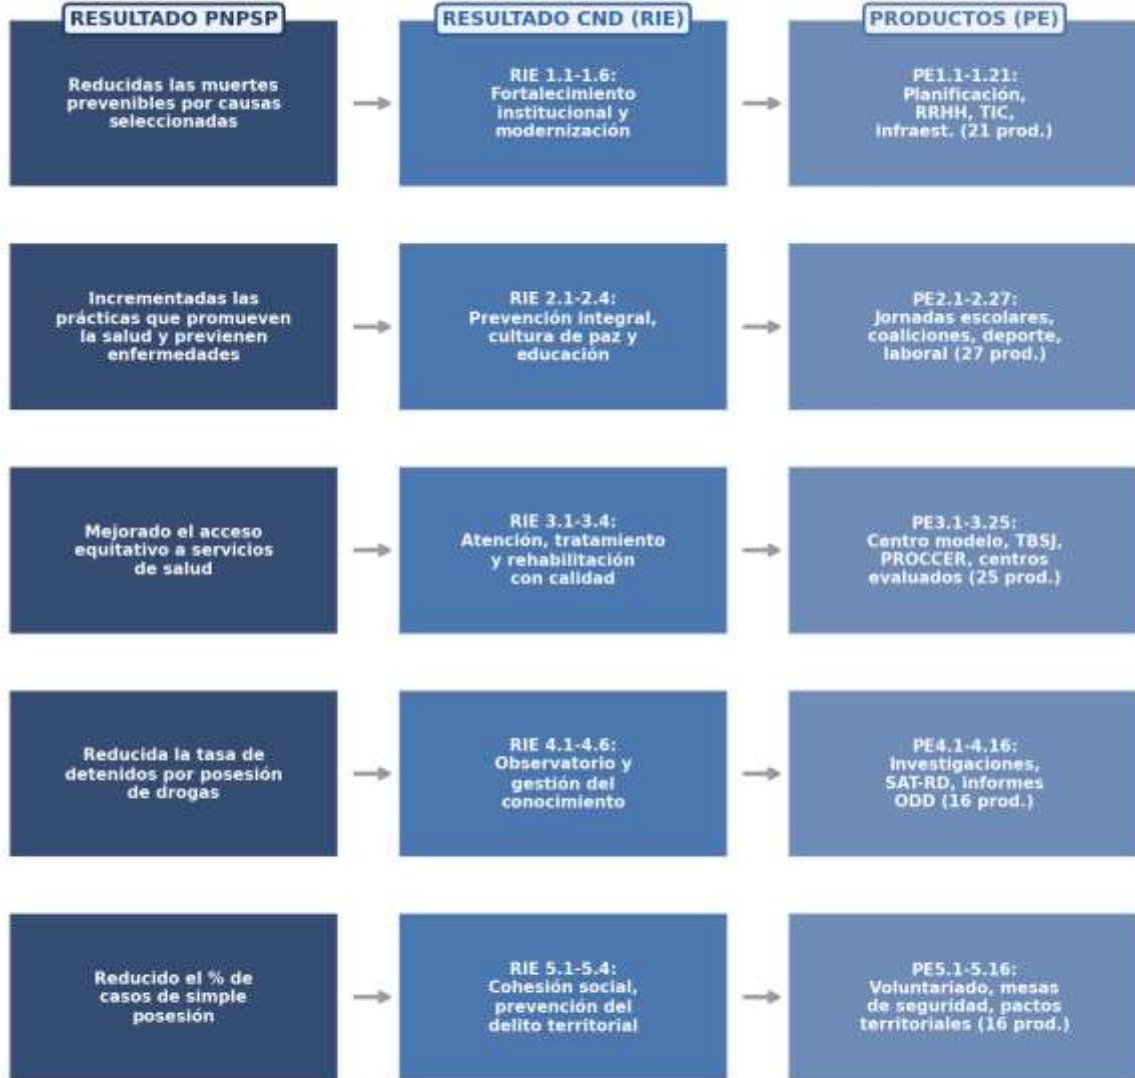 RESULTADO PNPSP
RESULTADO CND (RIE)
PRODUCTOS (PE)
Reducidas las muertes
prevenibles por causas
seleccionadas
RIE 1.1-1.6:
Fortalecimiento
institucional y
modernización
PE1.1-1.21:
Planificación,
RRHH, TIC,
infraest. (21 prod.)
Incrementadas las
prácticas que promueven
la salud y previenen
enfermedades
RIE 2.1-2.4:
Prevención integral,
cultura de paz y
educación
PE2.1-2.27:
Jornadas escolares,
coaliciones, deporte,
laboral (27 prod.)
Mejorado el acceso
equitativo a servicios
de salud
RIE 3.1-3.4:
Atención, tratamiento
y rehabilitación
con calidad
PE3.1-3.25:
Centro modelo, TBSJ,
PROCCER, centros
evaluados (25 prod.)
Reducida la tasa de
detenidos por posesión
de drogas
RIE 4.1-4.6:
Observatorio y
gestión del
conocimiento
PE4.1-4.16:
Investigaciones,
SAT-RD, informes
ODD (16 prod.)
Reducido el % de
casos de simple
posesión
RIE 5.1-5.4:
Cohesión social,
prevención del
delito territorial
PE5.1-5.16:
Voluntariado, mesas
de seguridad, pactos
territoriales (16 prod.)